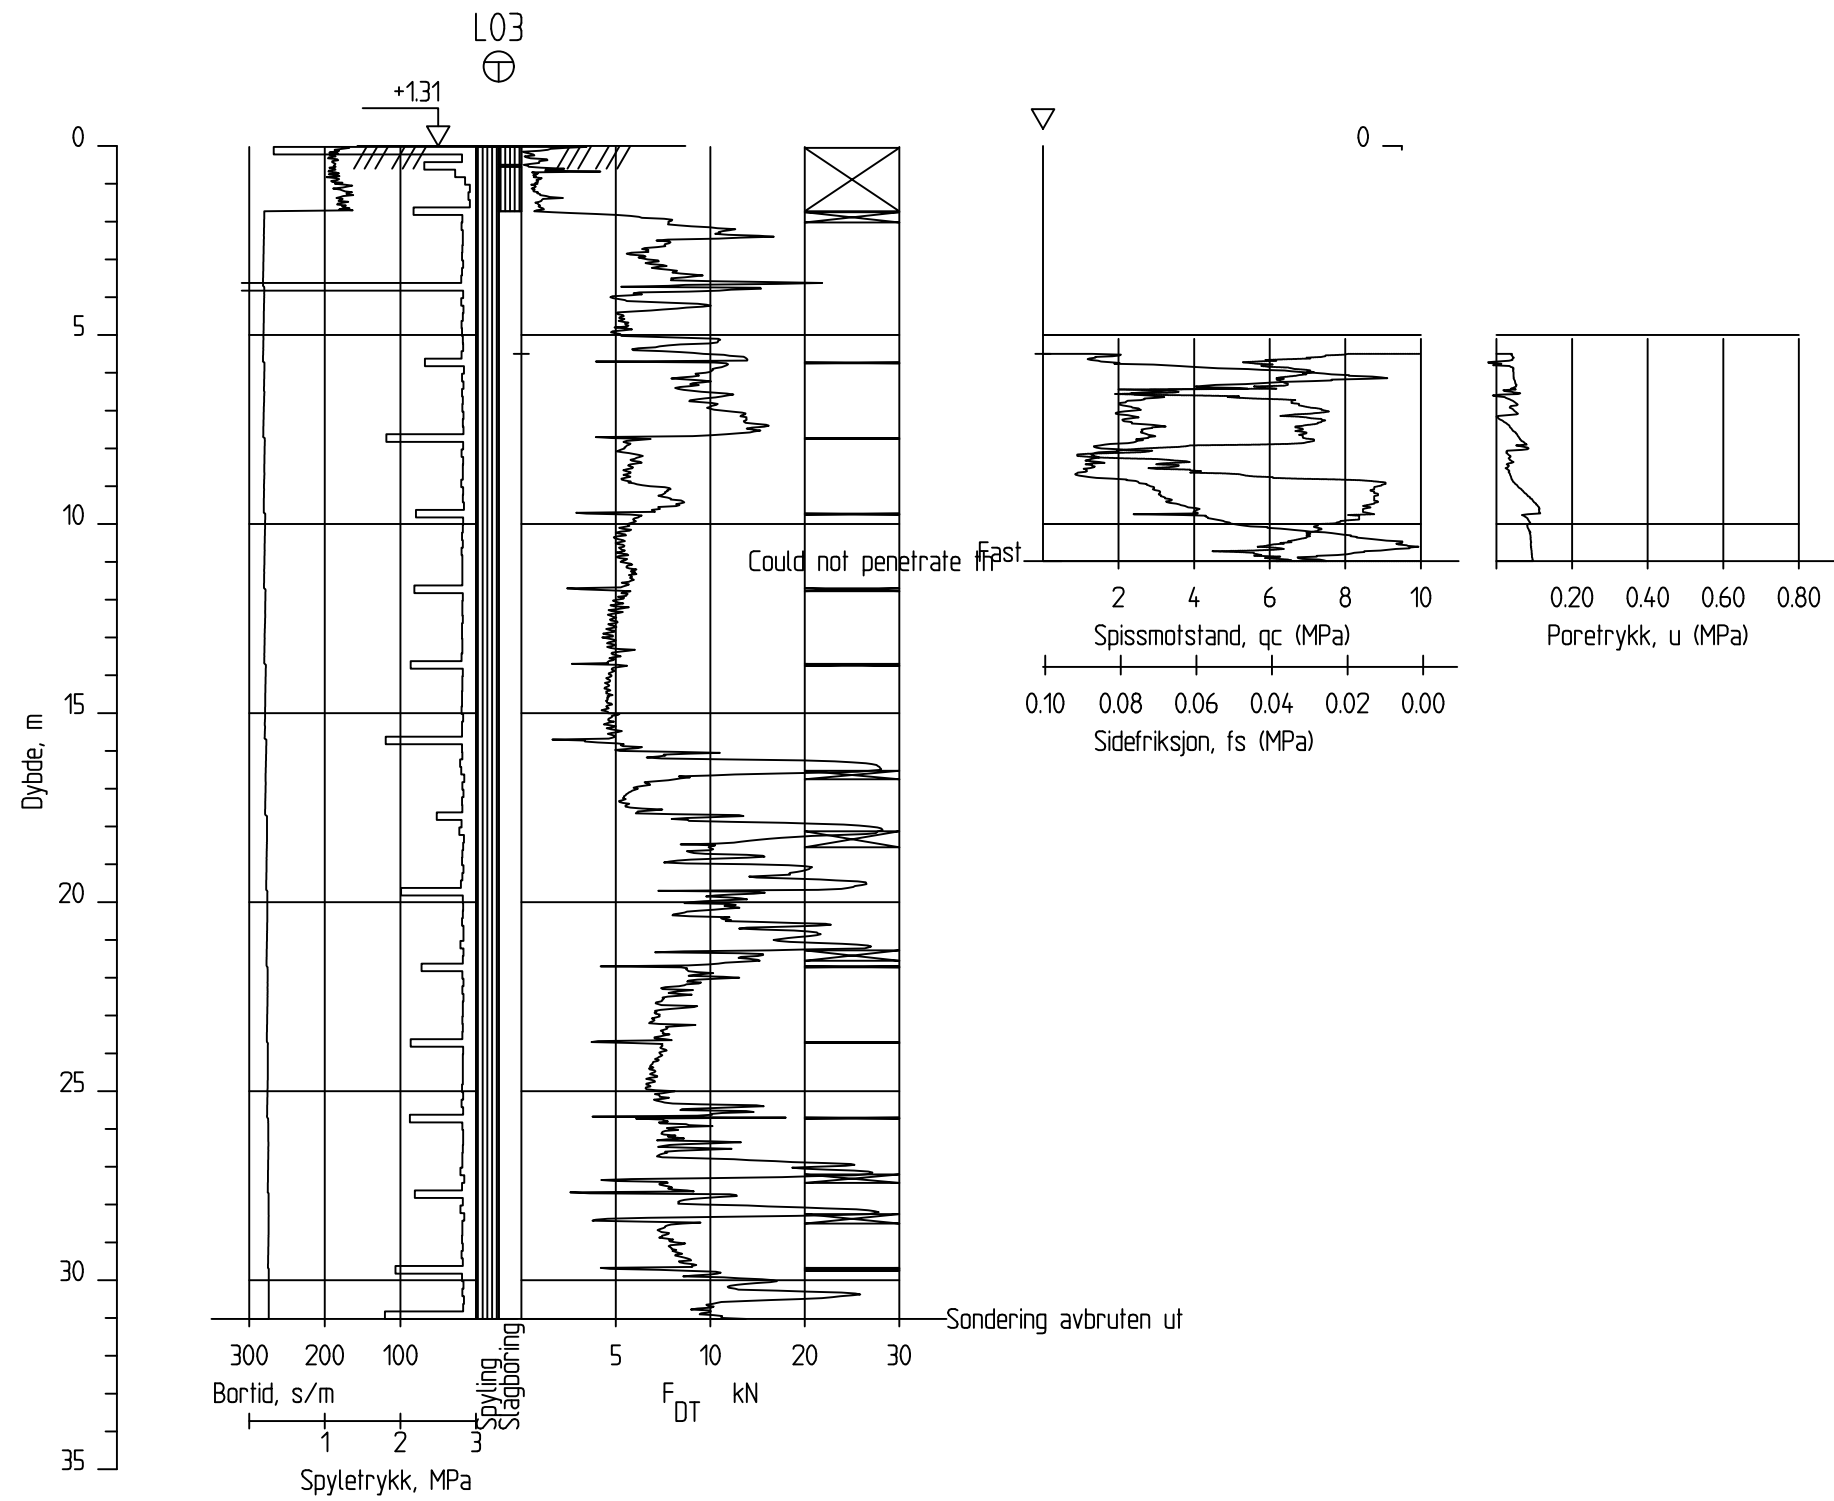 L03
+1.31
0
0
5
10
Could not penetrate th
Fast
2 4 6 8 10
0.20 0.40 0.60 0.80
Spissmotstand, qc (MPa)
Poretrykk, u (MPa)
0.10 0.08 0.06 0.04 0.02 0.00
Sidefriksjon, fs (MPa)
15
Dybde, m
20
25
30
Sondering avbruten ut
300 200 100
5 10 20 30
Spyling
Slagboring
Bortid, s/m
F DT kN
1 2 3
35
Spyletrykk, MPa